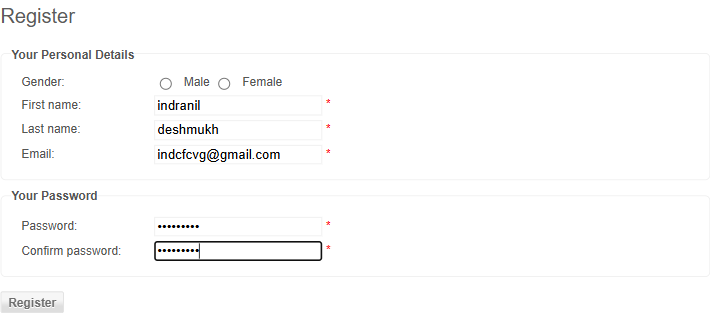 Register
Your Personal Details
Gender: Male Female
First name: indranil *
Last name: deshmukh *
Email: indcfcvg@gmail.com *
Your Password
Password: ••••••••• *
Confirm password: ••••••••• *
Register